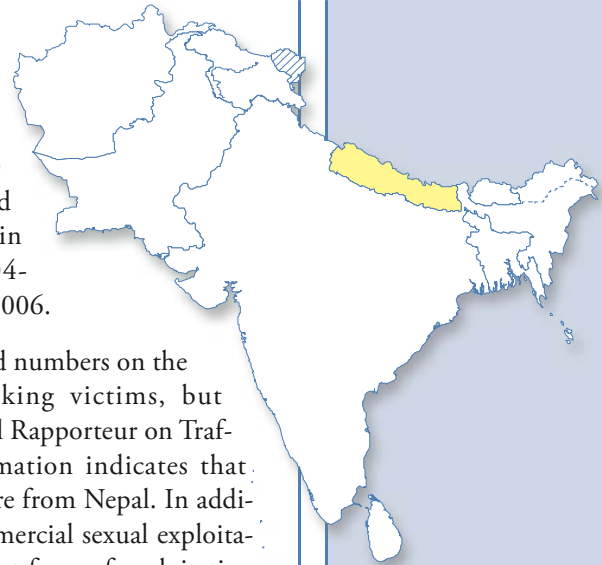 d
in
4-
006.
d numbers on the
king victims, but
l Rapporteur on Traf-
mation indicates that
re from Nepal. In addi-
mercial sexual exploita-